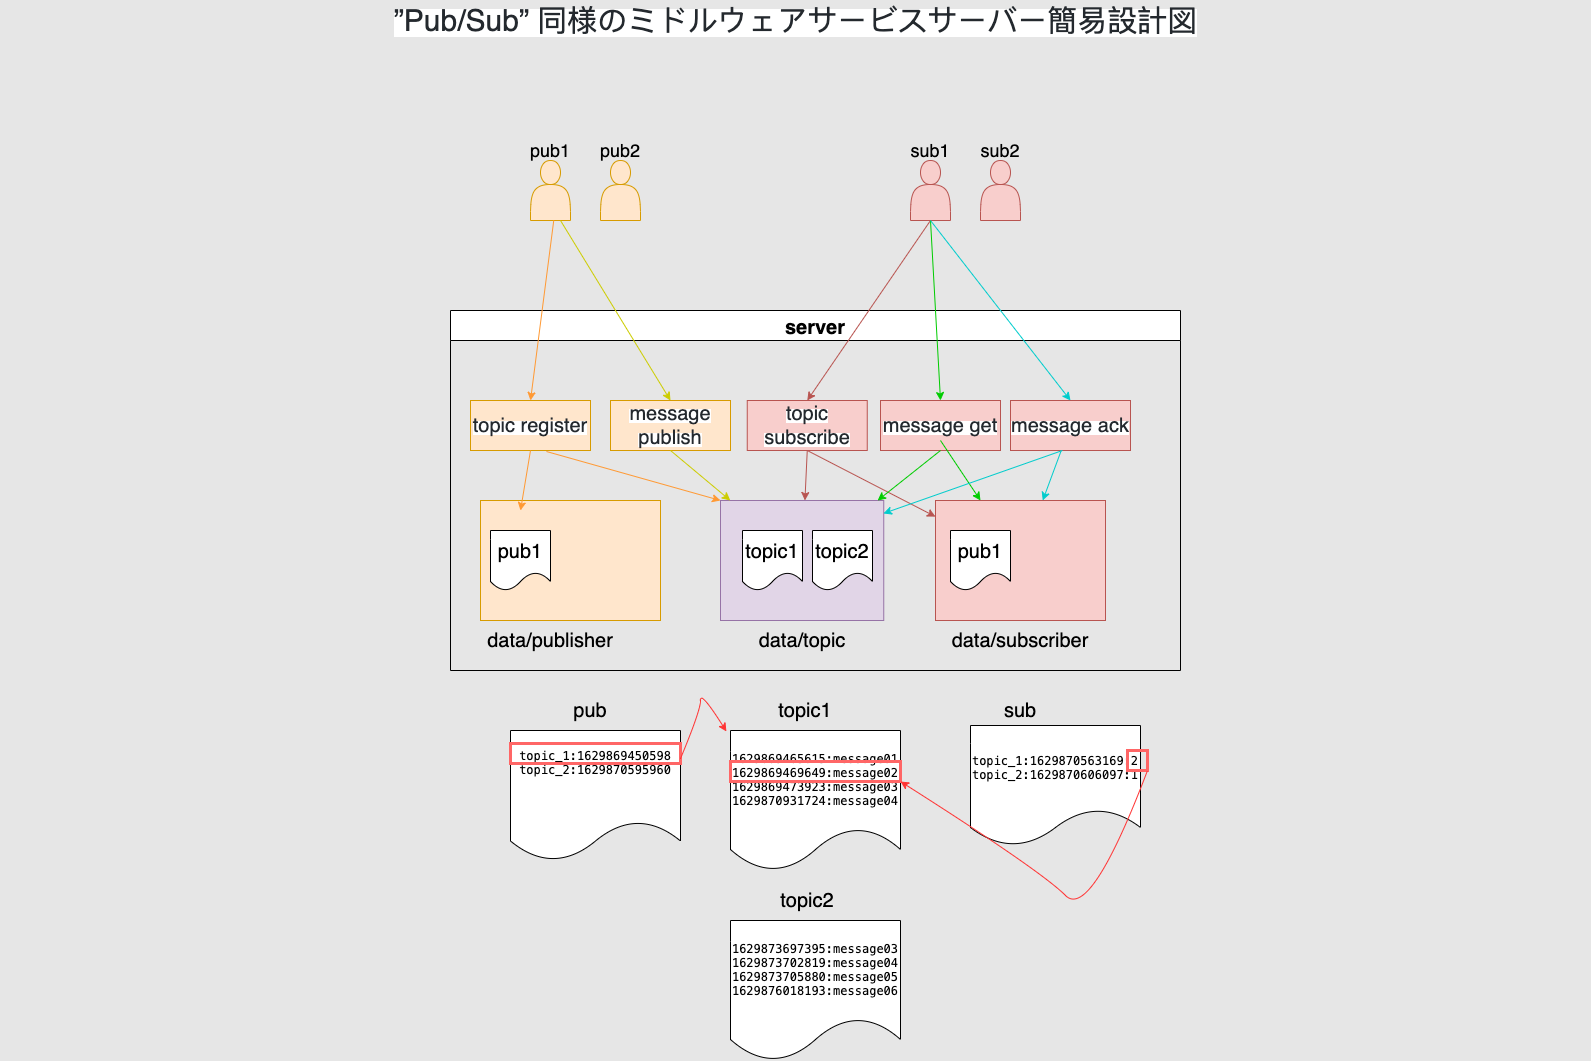 ”Pub/Sub” 同様のミドルウェアサービスサーバー簡易設計図
pub1
pub2
sub1
sub2
server
topic register
message
publish
topic
subscribe
message get
message ack
pub1
topic1
topic2
pub1
data/publisher
data/topic
data/subscriber
pub
topic_1:1629869450598
topic_2:1629870595960
topic1
1629869465615:message01
1629869469649:message02
1629869473923:message03
1629870931724:message04
sub
topic_1:1629870563169:2
topic_2:1629870606097:1
topic2
1629873697395:message03
1629873702819:message04
1629873705880:message05
1629876018193:message06